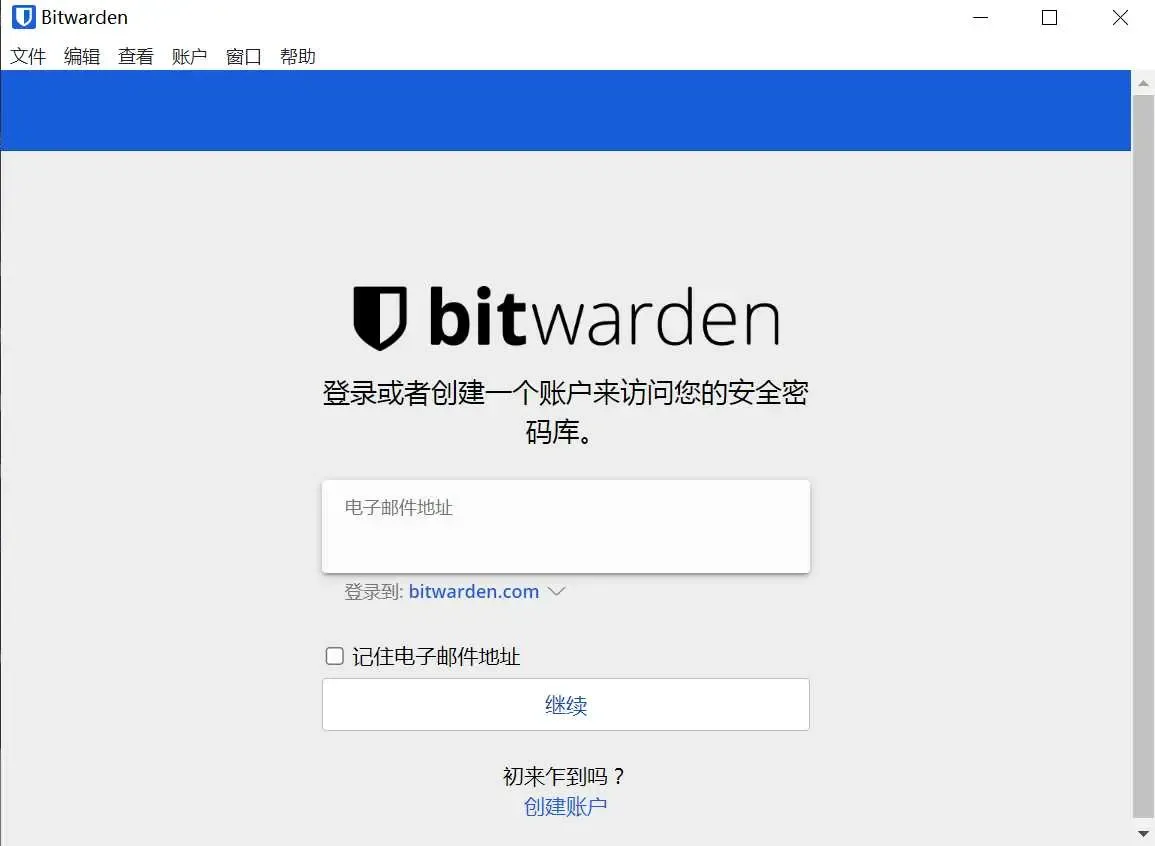 Bitwarden
文件 编辑 查看 账户 窗口 帮助
bitwarden
登录或者创建一个账户来访问您的安全密
码库。
电子邮件地址
登录到: bitwarden.com
记住电子邮件地址
继续
初来乍到吗？
创建账户